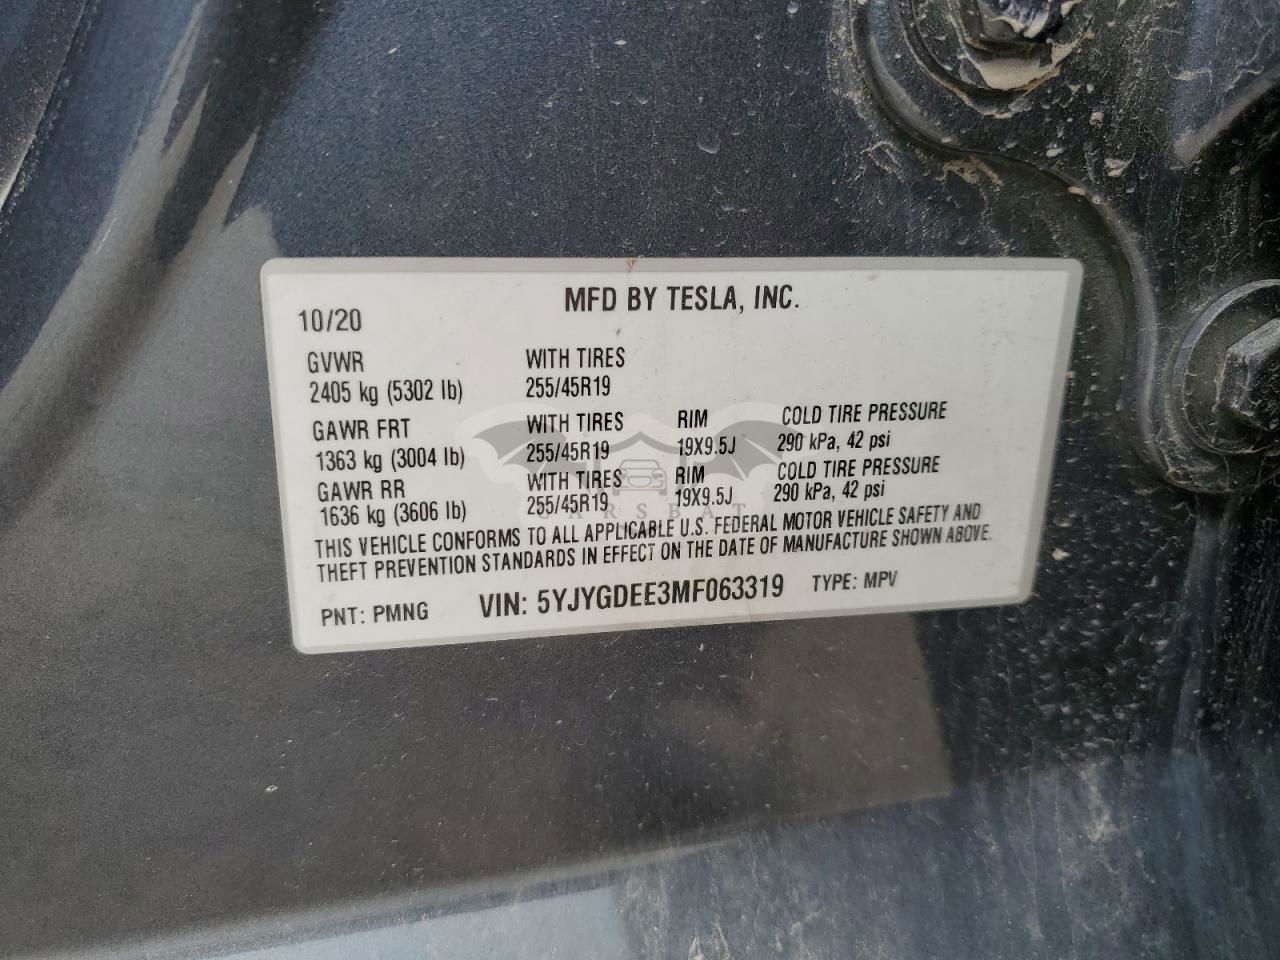 MFD BY TESLA, INC.
10/20
GVWR WITH TIRES
2405 kg (5302 lb) 255/45R19
GAWR FRT WITH TIRES RIM COLD TIRE PRESSURE
1363 kg (3004 lb) 255/45R19 19X9.5J 290 kPa, 42 psi
GAWR RR WITH TIRES RIM COLD TIRE PRESSURE
1636 kg (3606 lb) 255/45R19 19X9.5J 290 kPa, 42 psi
CARSBAT
THIS VEHICLE CONFORMS TO ALL APPLICABLE U.S. FEDERAL MOTOR VEHICLE SAFETY AND
THEFT PREVENTION STANDARDS IN EFFECT ON THE DATE OF MANUFACTURE SHOWN ABOVE.
PNT: PMNG VIN: 5YJYGDEE3MF063319 TYPE: MPV